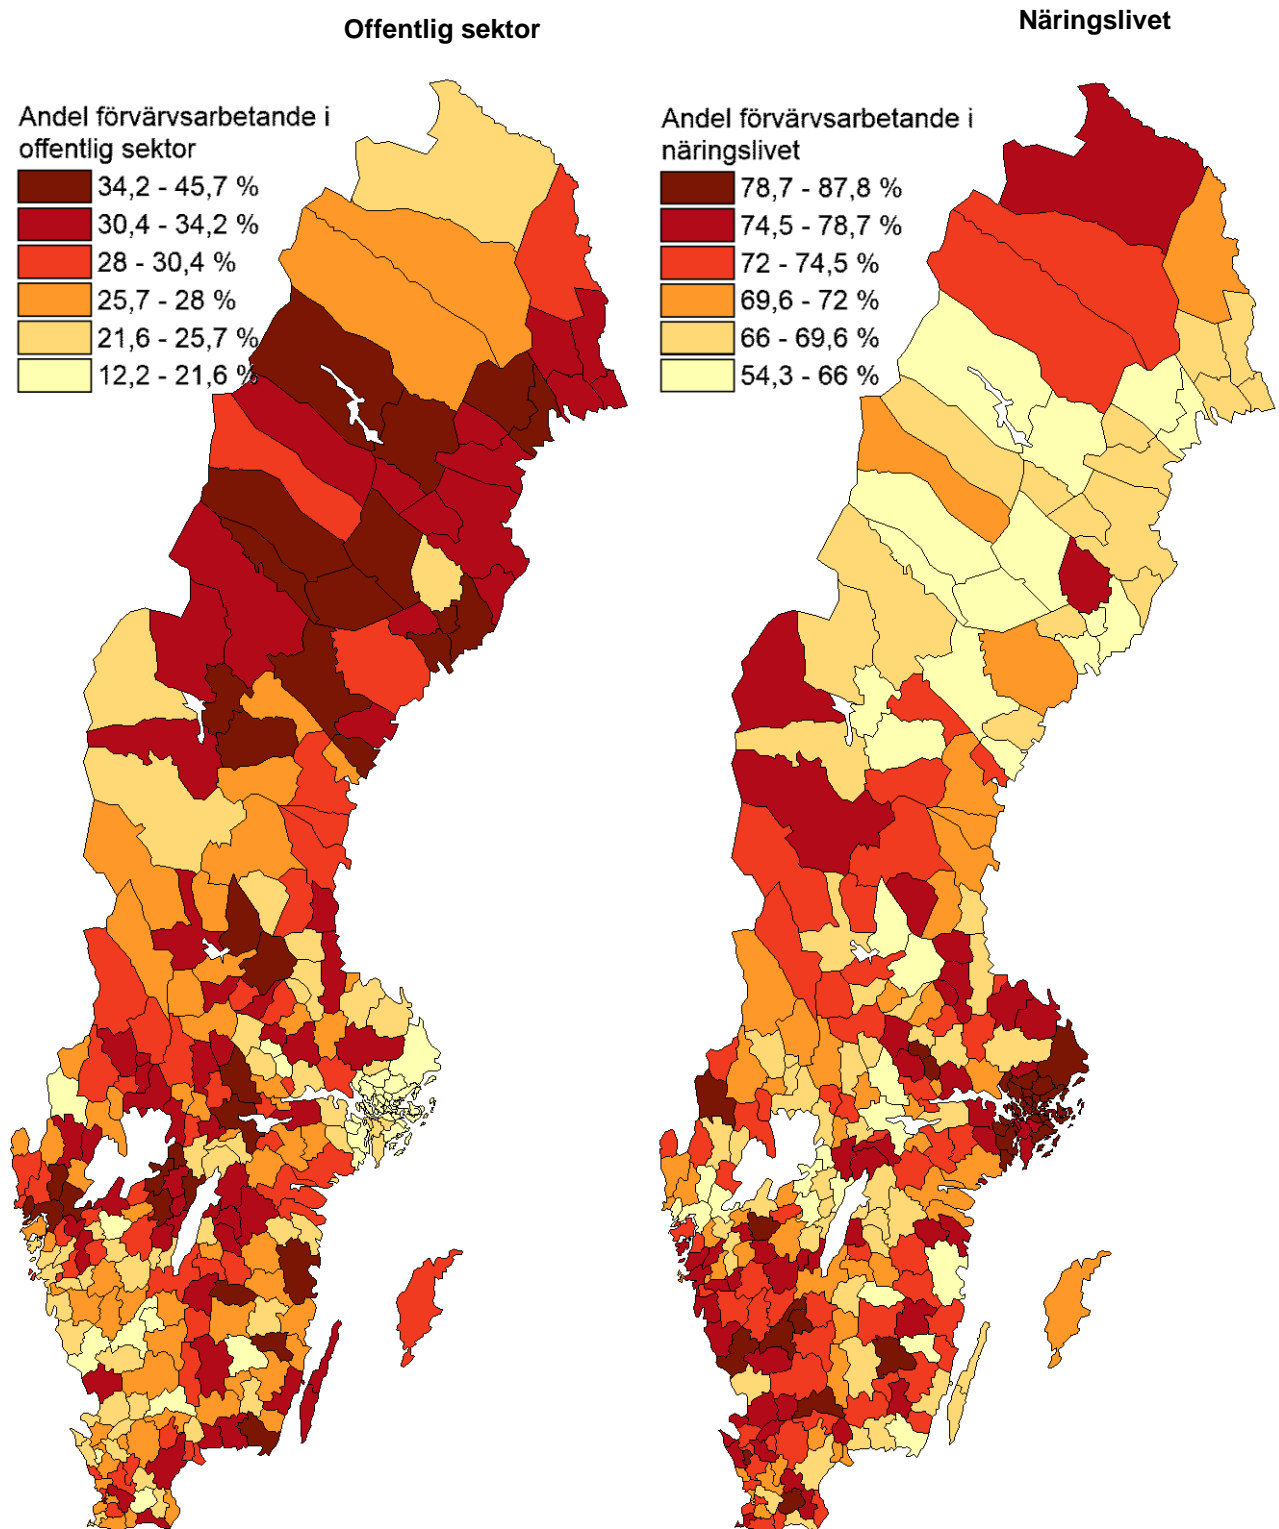 Offentlig sektor
Andel förvärvsarbetande i
offentlig sektor
34,2 - 45,7 %
30,4 - 34,2 %
28 - 30,4 %
25,7 - 28 %
21,6 - 25,7 %
12,2 - 21,6 %
Näringslivet
Andel förvärvsarbetande i
näringslivet
78,7 - 87,8 %
74,5 - 78,7 %
72 - 74,5 %
69,6 - 72 %
66 - 69,6 %
54,3 - 66 %